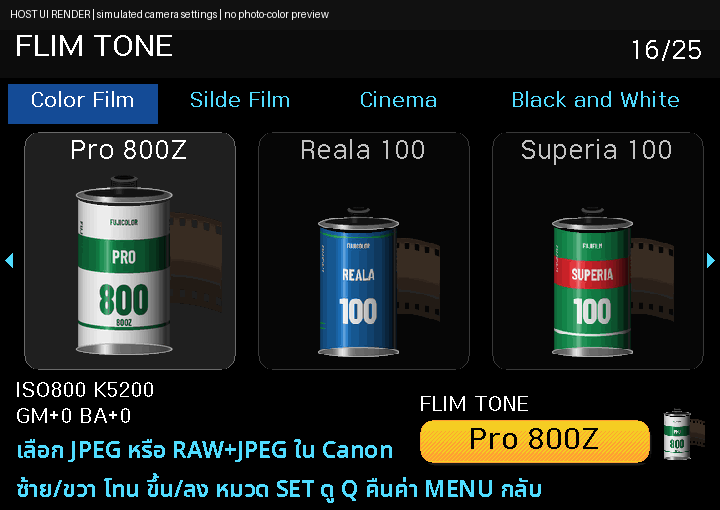 HOST UI RENDER | simulated camera settings | no photo-color preview
FLIM TONE
16/25
Color Film
Silde Film
Cinema
Black and White
Pro 800Z
Reala 100
Superia 100
FUJICOLOR
PRO
800
800Z
FUJICOLOR
REALA
100
FUJIFILM
SUPERIA
100
ISO800 K5200
GM+0 BA+0
FLIM TONE
Pro 800Z
PRO
800
เลือก JPEG หรือ RAW+JPEG ใน Canon
ซ้าย/ขวา โทน ขึ้น/ลง หมวด SET ดู Q คืนค่า MENU กลับ